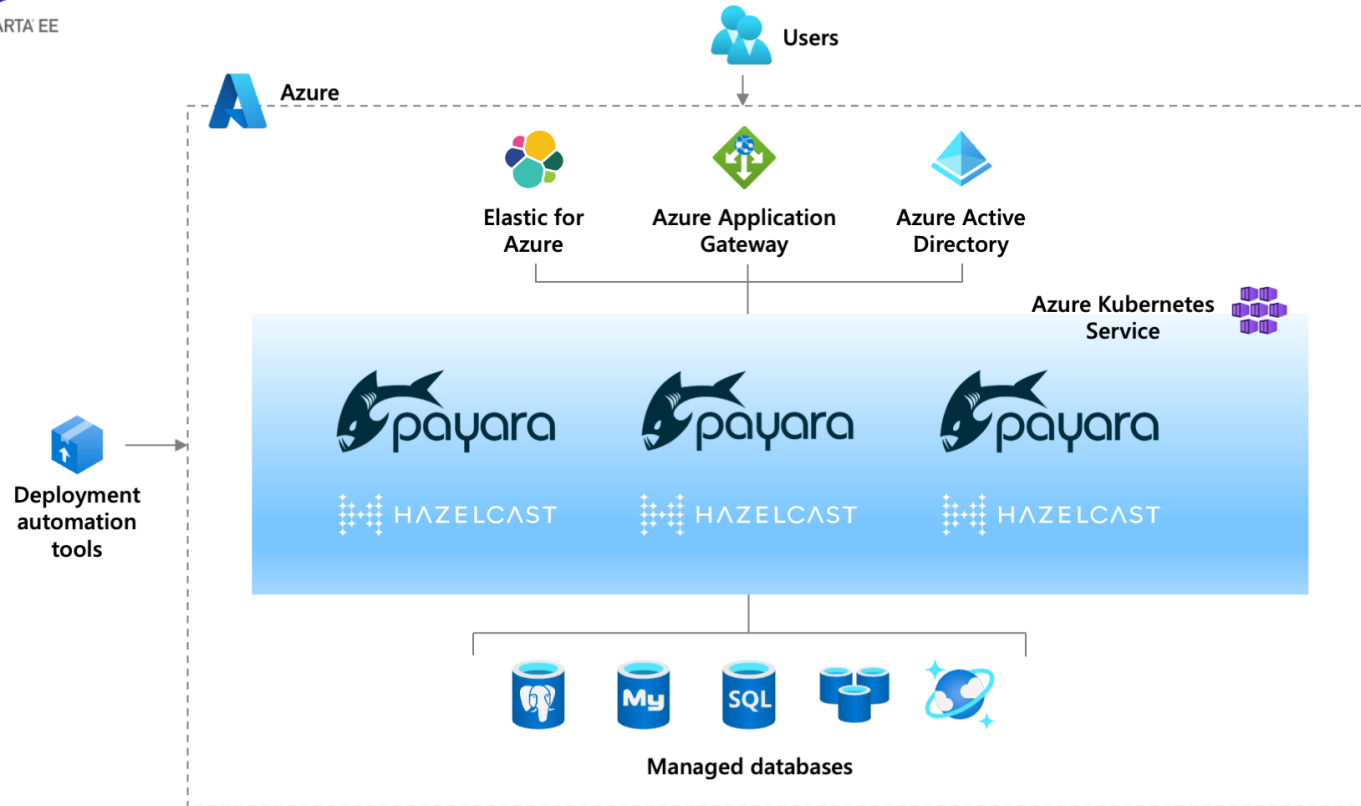 ARTA EE
Users
Azure
Elastic for
Azure
Azure Application
Gateway
Azure Active
Directory
Azure Kubernetes
Service
payara
payara
payara
HAZELCAST
HAZELCAST
HAZELCAST
Deployment
automation
tools
My
SQL
Managed databases